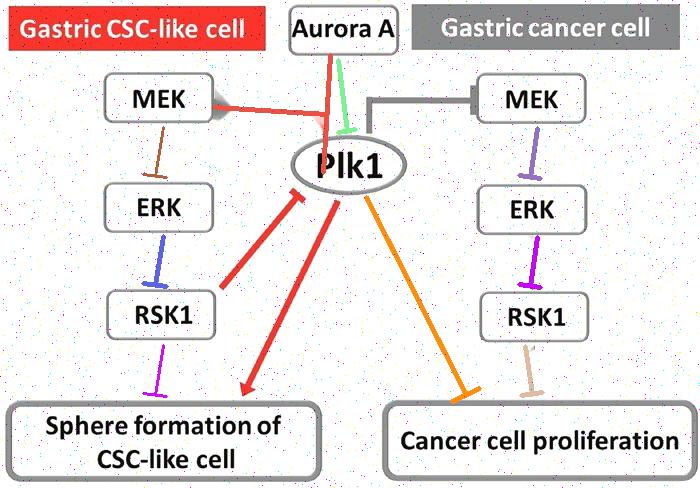 Gastric CSC-like cell
Aurora A
Gastric cancer cell
MEK
MEK
Plk1
ERK
ERK
RSK1
RSK1
Sphere formation of
CSC-like cell
Cancer cell proliferation